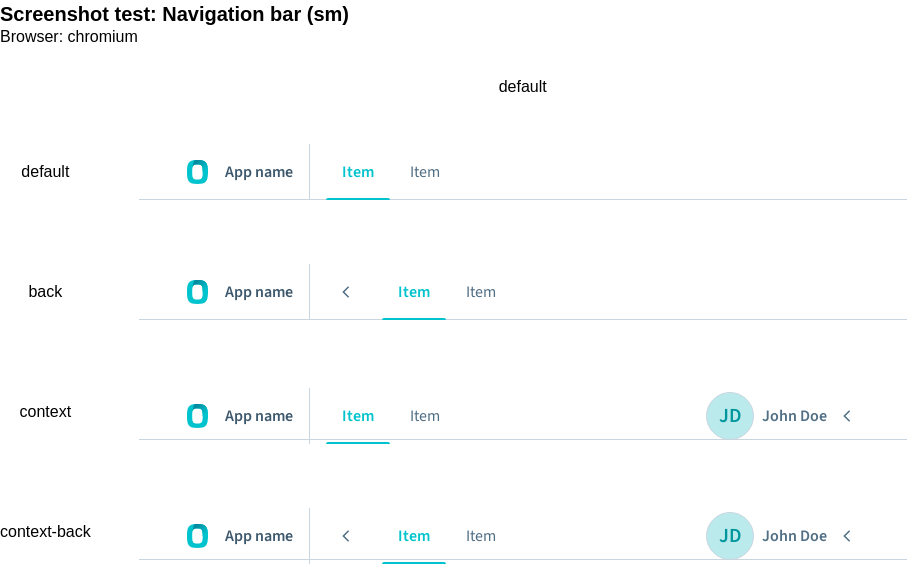 Screenshot test: Navigation bar (sm)
Browser: chromium
default
default App name Item Item
back App name Item Item
context App name Item Item JD John Doe
context-back App name Item Item JD John Doe